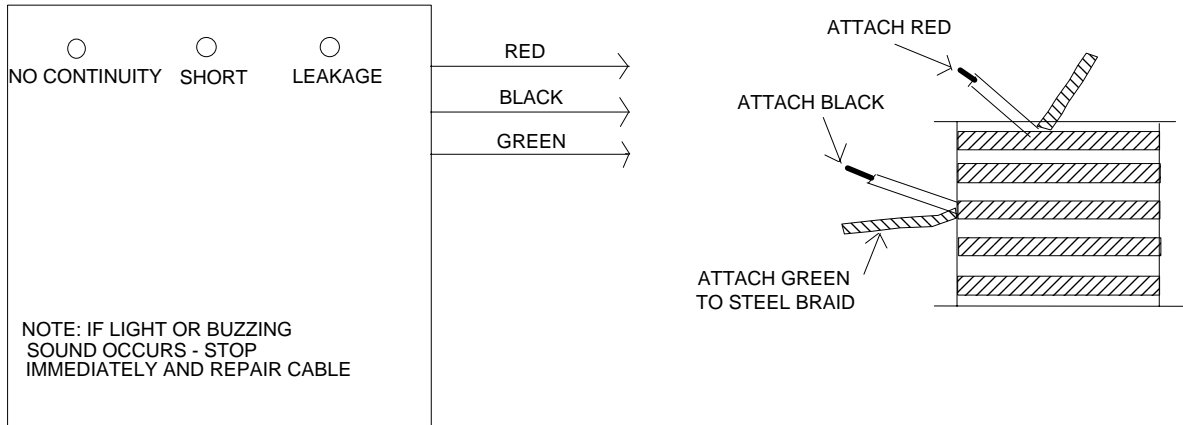 NO CONTINUITY
SHORT
LEAKAGE
RED
BLACK
GREEN
NOTE: IF LIGHT OR BUZZING
SOUND OCCURS - STOP
IMMEDIATELY AND REPAIR CABLE
ATTACH RED
ATTACH BLACK
ATTACH GREEN
TO STEEL BRAID